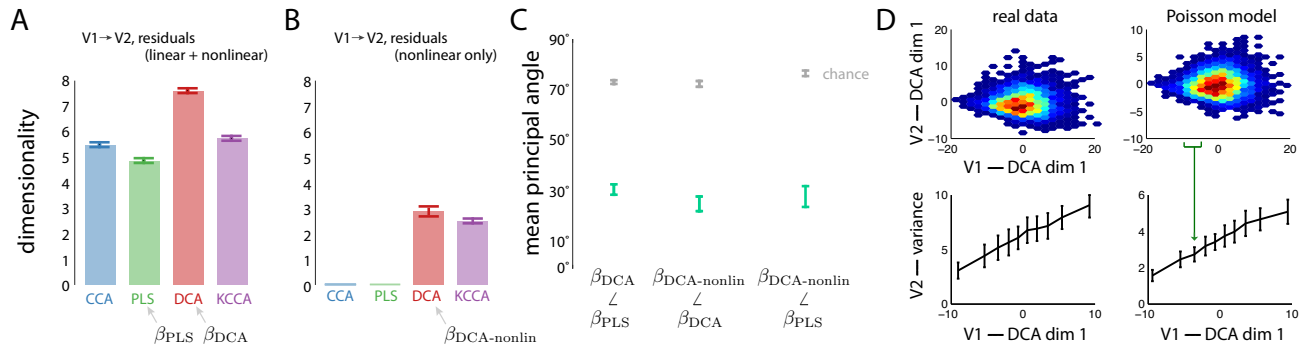 A
V1→V2, residuals
(linear + nonlinear)
dimensionality
8
7
6
5
4
3
2
1
0
CCA
PLS
DCA
KCCA
βPLS
βDCA
B
V1→V2, residuals
(nonlinear only)
8
7
6
5
4
3
2
1
0
CCA
PLS
DCA
KCCA
βDCA-nonlin
C
mean principal angle
90°
70°
50°
30°
10°
0°
chance
βDCA
∠
βPLS
βDCA-nonlin
∠
βDCA
βDCA-nonlin
∠
βPLS
D
real data
V2 — DCA dim 1
20
10
0
−10
−20
0
20
V1 — DCA dim 1
Poisson model
10
5
0
−5
−10
−20
0
20
V1 — DCA dim 1
V2 — variance
10
8
6
4
2
0
−10
0
10
V1 — DCA dim 1
6
4
2
0
−10
0
10
V1 — DCA dim 1